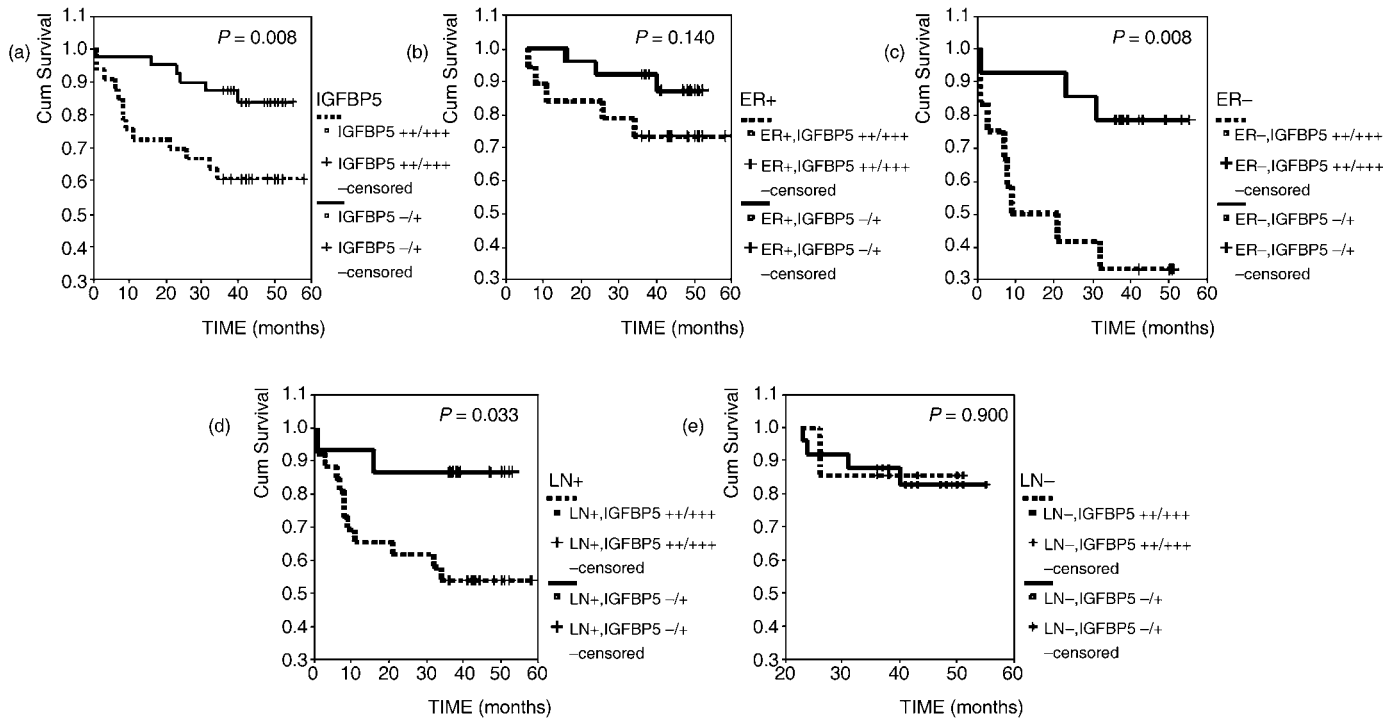 (a)
Cum Survival
1.1
1.0
0.9
0.8
0.7
0.6
0.5
0.4
0.3
P = 0.008
0 10 20 30 40 50 60
TIME (months)
IGFBP5
IGFBP5 ++/+++
IGFBP5 ++/+++
–censored
IGFBP5 –/+
IGFBP5 –/+
–censored
(b)
Cum Survival
1.1
1.0
0.9
0.8
0.7
0.6
0.5
0.4
0.3
P = 0.140
0 10 20 30 40 50 60
TIME (months)
ER+
ER+,IGFBP5 ++/+++
ER+,IGFBP5 ++/+++
–censored
ER+,IGFBP5 –/+
ER+,IGFBP5 –/+
–censored
(c)
Cum Survival
1.1
1.0
0.9
0.8
0.7
0.6
0.5
0.4
0.3
P = 0.008
0 10 20 30 40 50 60
TIME (months)
ER–
ER–,IGFBP5 ++/+++
ER–,IGFBP5 ++/+++
–censored
ER–,IGFBP5 –/+
ER–,IGFBP5 –/+
–censored
(d)
Cum Survival
1.1
1.0
0.9
0.8
0.7
0.6
0.5
0.4
0.3
P = 0.033
0 10 20 30 40 50 60
TIME (months)
LN+
LN+,IGFBP5 ++/+++
LN+,IGFBP5 ++/+++
–censored
LN+,IGFBP5 –/+
LN+,IGFBP5 –/+
–censored
(e)
Cum Survival
1.1
1.0
0.9
0.8
0.7
0.6
0.5
0.4
0.3
P = 0.900
20 30 40 50 60
TIME (months)
LN–
LN–,IGFBP5 ++/+++
LN–,IGFBP5 ++/+++
–censored
LN–,IGFBP5 –/+
LN–,IGFBP5 –/+
–censored